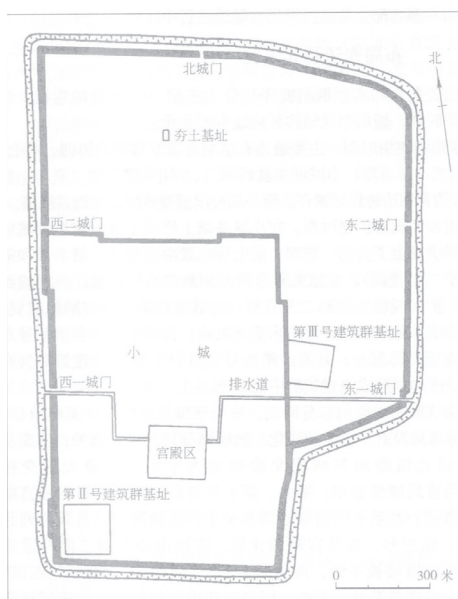 北城门
北
夯土基址
西二城门
东二城门
第Ⅲ号建筑群基址
小城
西一城门
排水道
东一城门
宫殿区
第Ⅱ号建筑群基址
0 300 米